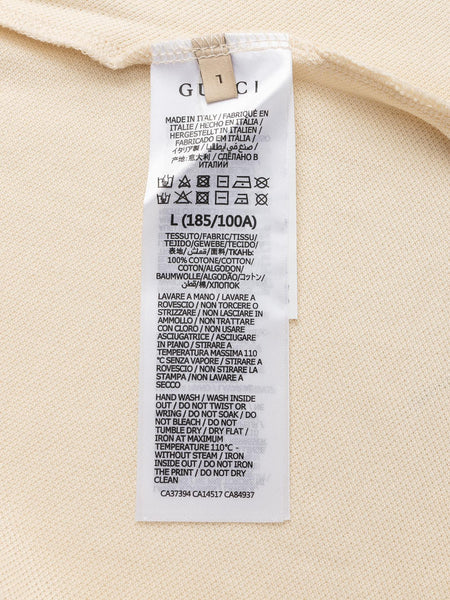 GUCCI
L
MADE IN ITALY / FABRIQUÉ EN
ITALIE / HECHO EN ITALIA /
HERGESTELLT IN ITALIEN /
FABRICADO EM ITÁLIA /
イタリア製 / صنع في إيطاليا /
产地: 意大利 / СДЕЛАНО В
ИТАЛИИ
L (185/100A)
TESSUTO/FABRIC/TISSU/
TEJIDO/GEWEBE/TECIDO/
表地/قماش/面料/ТКАНЬ:
100% COTONE/COTTON/
COTON/ALGODON/
BAUMWOLLE/ALGODÃO/コットン/
قطن/棉/ХЛОПОК
LAVARE A MANO / LAVARE A
ROVESCIO / NON TORCERE O
STRIZZARE / NON LASCIARE IN
AMMOLLO / NON TRATTARE
CON CLORO / NON USARE
ASCIUGATRICE / ASCIUGARE
IN PIANO / STIRARE A
TEMPERATURA MASSIMA 110
°C SENZA VAPORE / STIRARE A
ROVESCIO / NON STIRARE LA
STAMPA / NON LAVARE A
SECCO
HAND WASH / WASH INSIDE
OUT / DO NOT TWIST OR
WRING / DO NOT SOAK / DO
NOT BLEACH / DO NOT
TUMBLE DRY / DRY FLAT /
IRON AT MAXIMUM
TEMPERATURE 110°C -
WITHOUT STEAM / IRON
INSIDE OUT / DO NOT IRON
THE PRINT / DO NOT DRY
CLEAN
CA37394 CA14517 CA84937